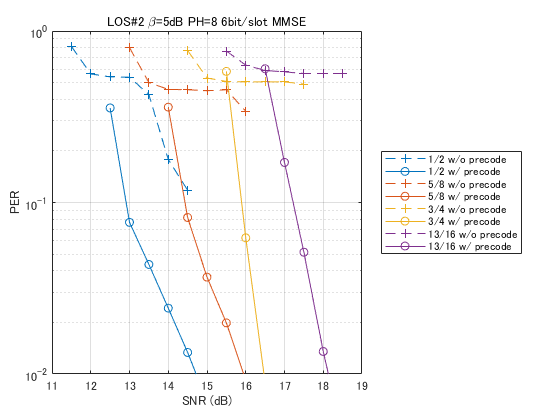 LOS#2 β=5dB PH=8 6bit/slot MMSE
10^0
10^-1
10^-2
PER
11 12 13 14 15 16 17 18 19
SNR (dB)
1/2 w/o precode
1/2 w/ precode
5/8 w/o precode
5/8 w/ precode
3/4 w/o precode
3/4 w/ precode
13/16 w/o precode
13/16 w/ precode